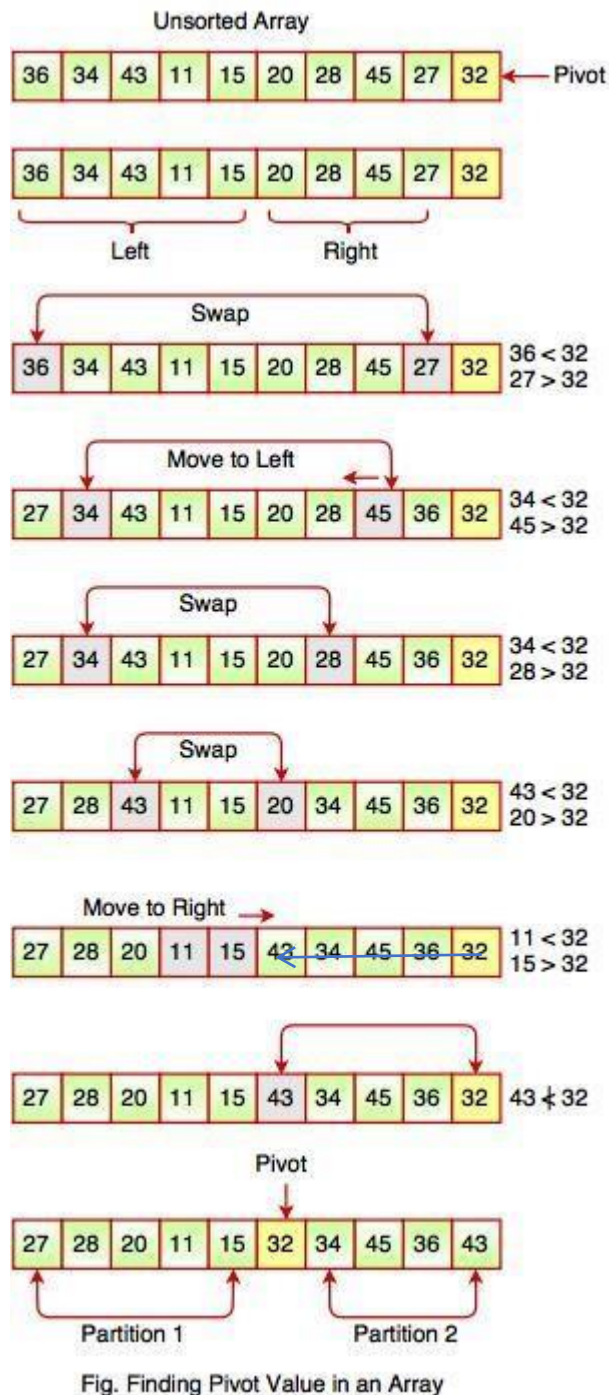 Unsorted Array
36 34 43 11 15 20 28 45 27 32 Pivot
36 34 43 11 15 20 28 45 27 32
Left Right
Swap
36 34 43 11 15 20 28 45 27 32
36 < 32
27 > 32
Move to Left
27 34 43 11 15 20 28 45 36 32
34 < 32
45 > 32
Swap
27 34 43 11 15 20 28 45 36 32
34 < 32
28 > 32
Swap
27 28 43 11 15 20 34 45 36 32
43 < 32
20 > 32
Move to Right
27 28 20 11 15 43 34 45 36 32
11 < 32
15 > 32
27 28 20 11 15 43 34 45 36 32
43 ≮ 32
Pivot
27 28 20 11 15 32 34 45 36 43
Partition 1 Partition 2
Fig. Finding Pivot Value in an Array